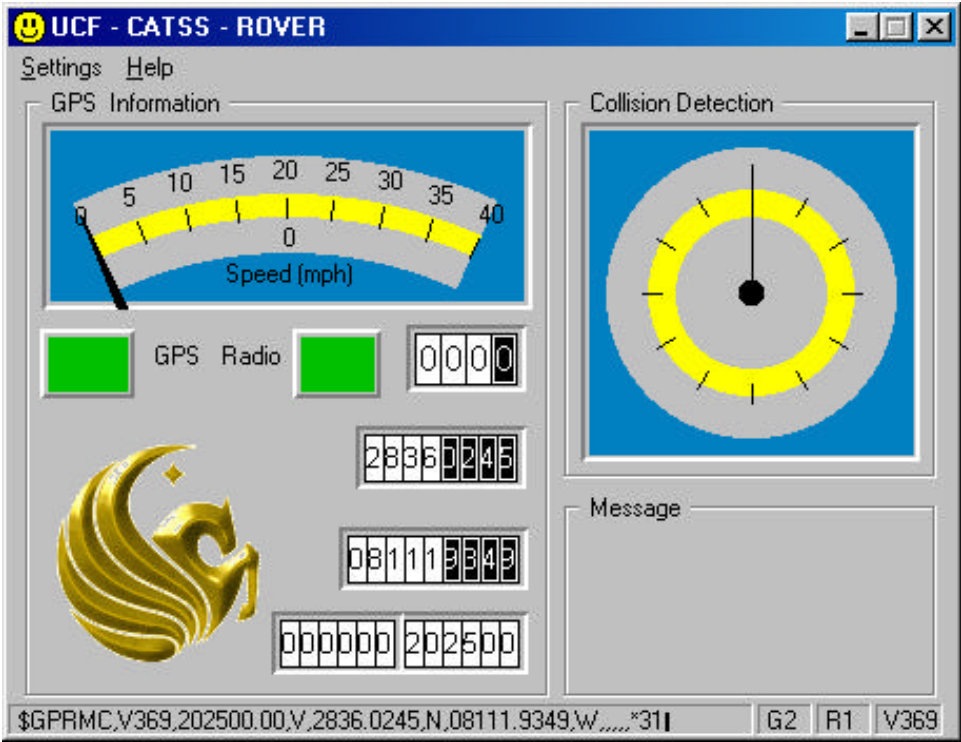 UCF - CATSS - ROVER
Settings Help
GPS Information
Collision Detection
0 5 10 15 20 25 30 35 40
0
Speed (mph)
GPS Radio
0000
28360245
081119349
000000 202500
Message
$GPRMC,V369,202500.00,V,2836.0245,N,08111.9349,W,,,,,*31
G2 R1 V369